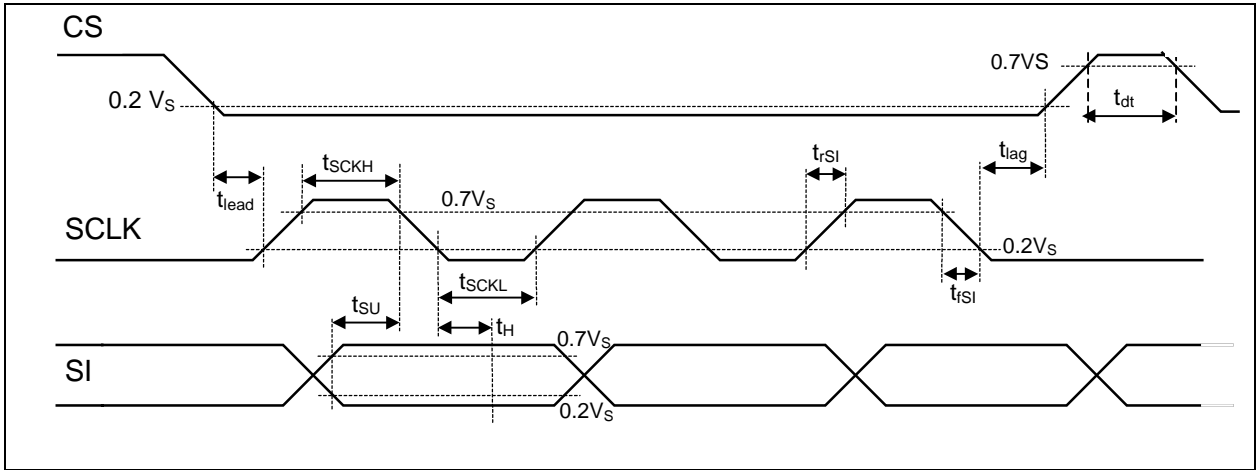 CS
0.7VS
0.2 VS
tdt
tSCKH
trSI
tlag
tlead
0.7VS
SCLK
0.2VS
tSCKL
tfSI
tSU
tH
0.7VS
SI
0.2VS